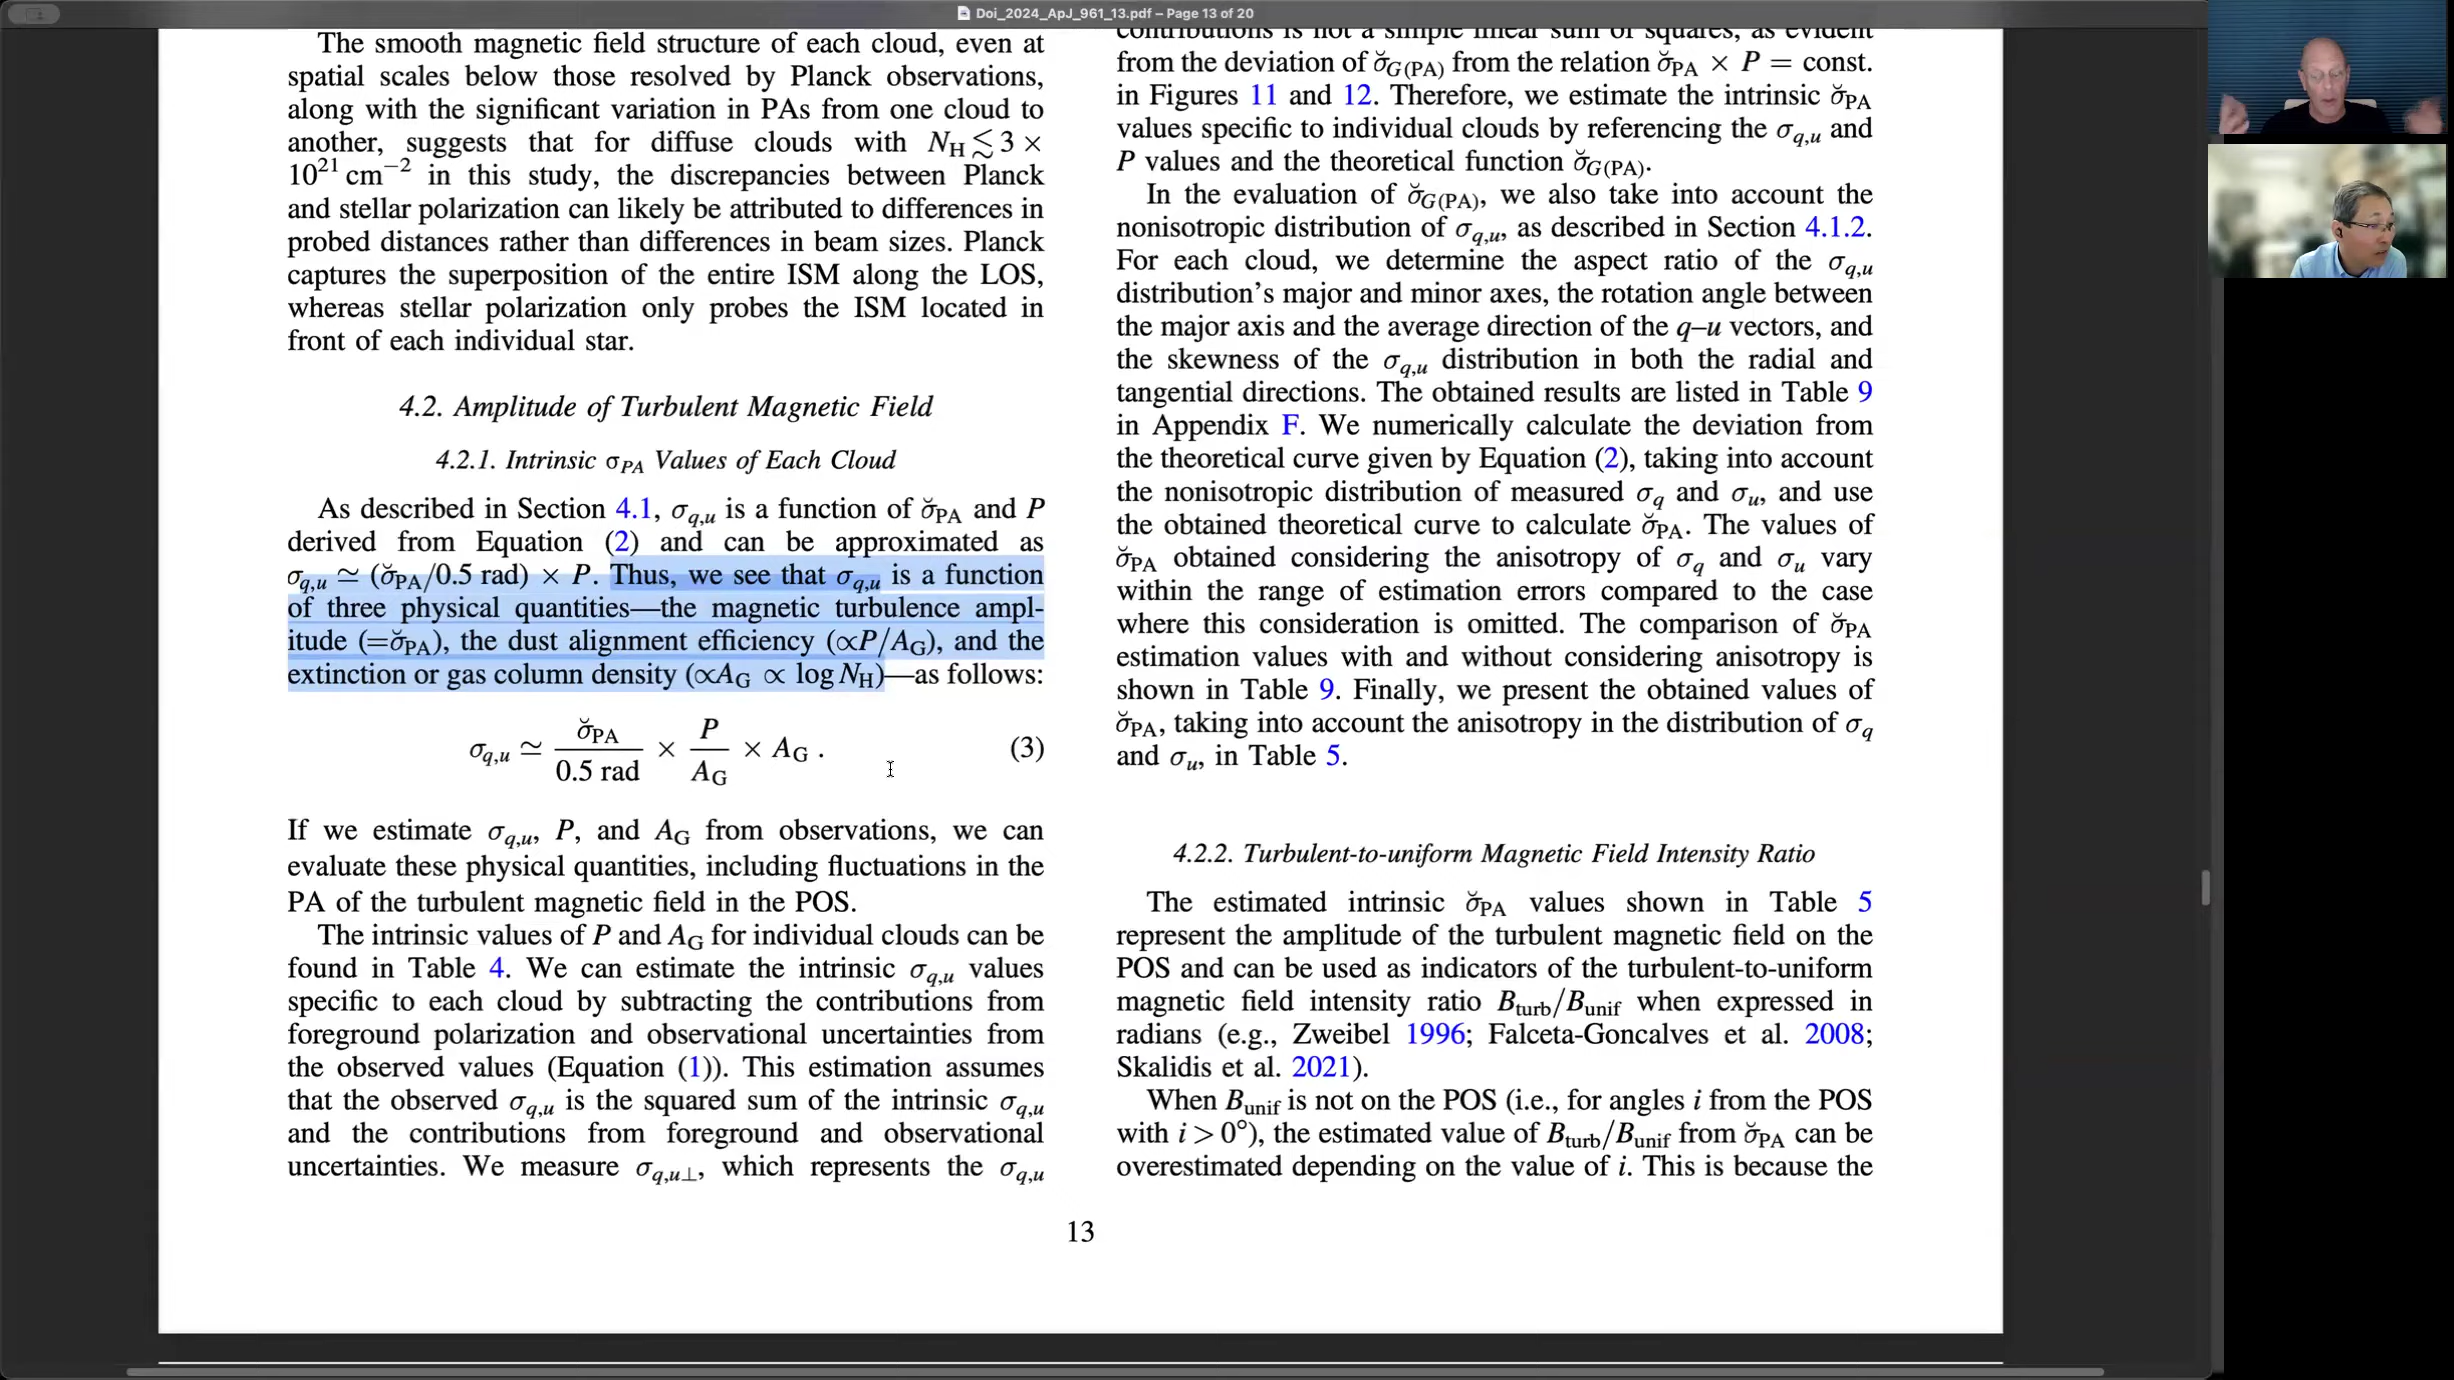 Doi_2024_ApJ_961_13.pdf – Page 13 of 20
The smooth magnetic field structure of each cloud, even at
spatial scales below those resolved by Planck observations,
along with the significant variation in PAs from one cloud to
another, suggests that for diffuse clouds with N_H ≲ 3 ×
10^21 cm^−2 in this study, the discrepancies between Planck
and stellar polarization can likely be attributed to differences in
probed distances rather than differences in beam sizes. Planck
captures the superposition of the entire ISM along the LOS,
whereas stellar polarization only probes the ISM located in
front of each individual star.
4.2. Amplitude of Turbulent Magnetic Field
4.2.1. Intrinsic σ_PA Values of Each Cloud
As described in Section 4.1, σ_q,u is a function of σ̆_PA and P
derived from Equation (2) and can be approximated as
σ_q,u ≃ (σ̆_PA/0.5 rad) × P. Thus, we see that σ_q,u is a function
of three physical quantities—the magnetic turbulence ampl-
itude (=σ̆_PA), the dust alignment efficiency (∝P/A_G), and the
extinction or gas column density (∝A_G ∝ log N_H)—as follows:
σ_q,u ≃ σ̆_PA / 0.5 rad × P / A_G × A_G . (3)
If we estimate σ_q,u, P, and A_G from observations, we can
evaluate these physical quantities, including fluctuations in the
PA of the turbulent magnetic field in the POS.
The intrinsic values of P and A_G for individual clouds can be
found in Table 4. We can estimate the intrinsic σ_q,u values
specific to each cloud by subtracting the contributions from
foreground polarization and observational uncertainties from
the observed values (Equation (1)). This estimation assumes
that the observed σ_q,u is the squared sum of the intrinsic σ_q,u
and the contributions from foreground and observational
uncertainties. We measure σ_q,u⊥, which represents the σ_q,u
contributions is not a simple linear sum of squares, as evident
from the deviation of σ̆_G(PA) from the relation σ̆_PA × P = const.
in Figures 11 and 12. Therefore, we estimate the intrinsic σ̆_PA
values specific to individual clouds by referencing the σ_q,u and
P values and the theoretical function σ̆_G(PA).
In the evaluation of σ̆_G(PA), we also take into account the
nonisotropic distribution of σ_q,u, as described in Section 4.1.2.
For each cloud, we determine the aspect ratio of the σ_q,u
distribution’s major and minor axes, the rotation angle between
the major axis and the average direction of the q–u vectors, and
the skewness of the σ_q,u distribution in both the radial and
tangential directions. The obtained results are listed in Table 9
in Appendix F. We numerically calculate the deviation from
the theoretical curve given by Equation (2), taking into account
the nonisotropic distribution of measured σ_q and σ_u, and use
the obtained theoretical curve to calculate σ̆_PA. The values of
σ̆_PA obtained considering the anisotropy of σ_q and σ_u vary
within the range of estimation errors compared to the case
where this consideration is omitted. The comparison of σ̆_PA
estimation values with and without considering anisotropy is
shown in Table 9. Finally, we present the obtained values of
σ̆_PA, taking into account the anisotropy in the distribution of σ_q
and σ_u, in Table 5.
4.2.2. Turbulent-to-uniform Magnetic Field Intensity Ratio
The estimated intrinsic σ̆_PA values shown in Table 5
represent the amplitude of the turbulent magnetic field on the
POS and can be used as indicators of the turbulent-to-uniform
magnetic field intensity ratio B_turb/B_unif when expressed in
radians (e.g., Zweibel 1996; Falceta-Goncalves et al. 2008;
Skalidis et al. 2021).
When B_unif is not on the POS (i.e., for angles i from the POS
with i > 0°), the estimated value of B_turb/B_unif from σ̆_PA can be
overestimated depending on the value of i. This is because the
13